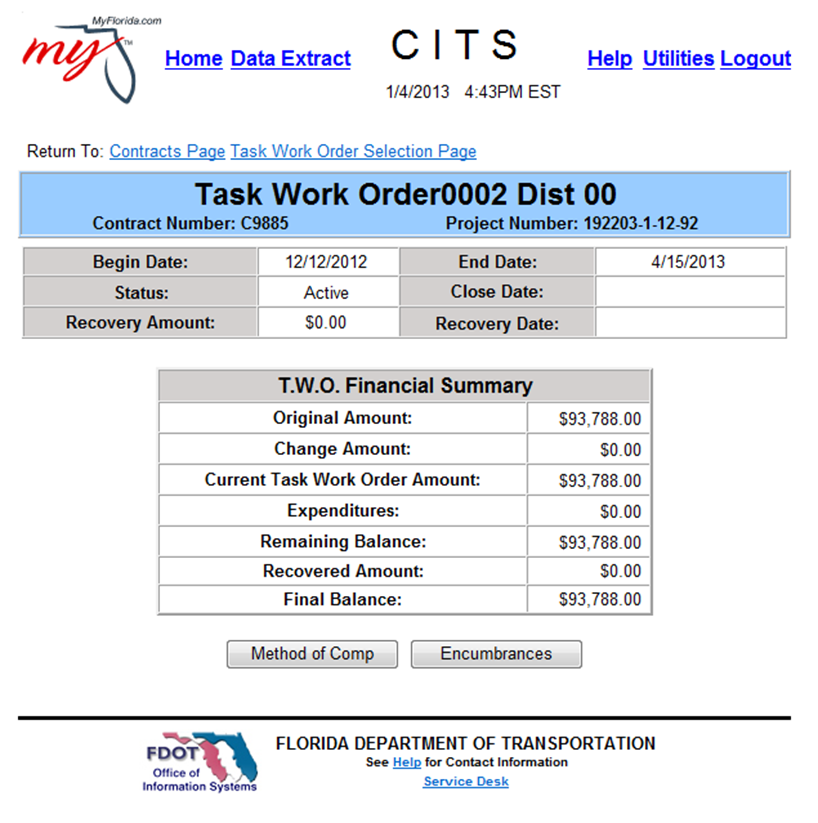 MyFlorida.com
my TM
Home Data Extract
C I T S
Help Utilities Logout
1/4/2013 4:43PM EST
Return To: Contracts Page Task Work Order Selection Page
Task Work Order0002 Dist 00
Contract Number: C9885 Project Number: 192203-1-12-92
Begin Date: 12/12/2012 End Date: 4/15/2013
Status: Active Close Date:
Recovery Amount: $0.00 Recovery Date:
T.W.O. Financial Summary
Original Amount: $93,788.00
Change Amount: $0.00
Current Task Work Order Amount: $93,788.00
Expenditures: $0.00
Remaining Balance: $93,788.00
Recovered Amount: $0.00
Final Balance: $93,788.00
Method of Comp Encumbrances
FDOT
Office of
Information Systems
FLORIDA DEPARTMENT OF TRANSPORTATION
See Help for Contact Information
Service Desk